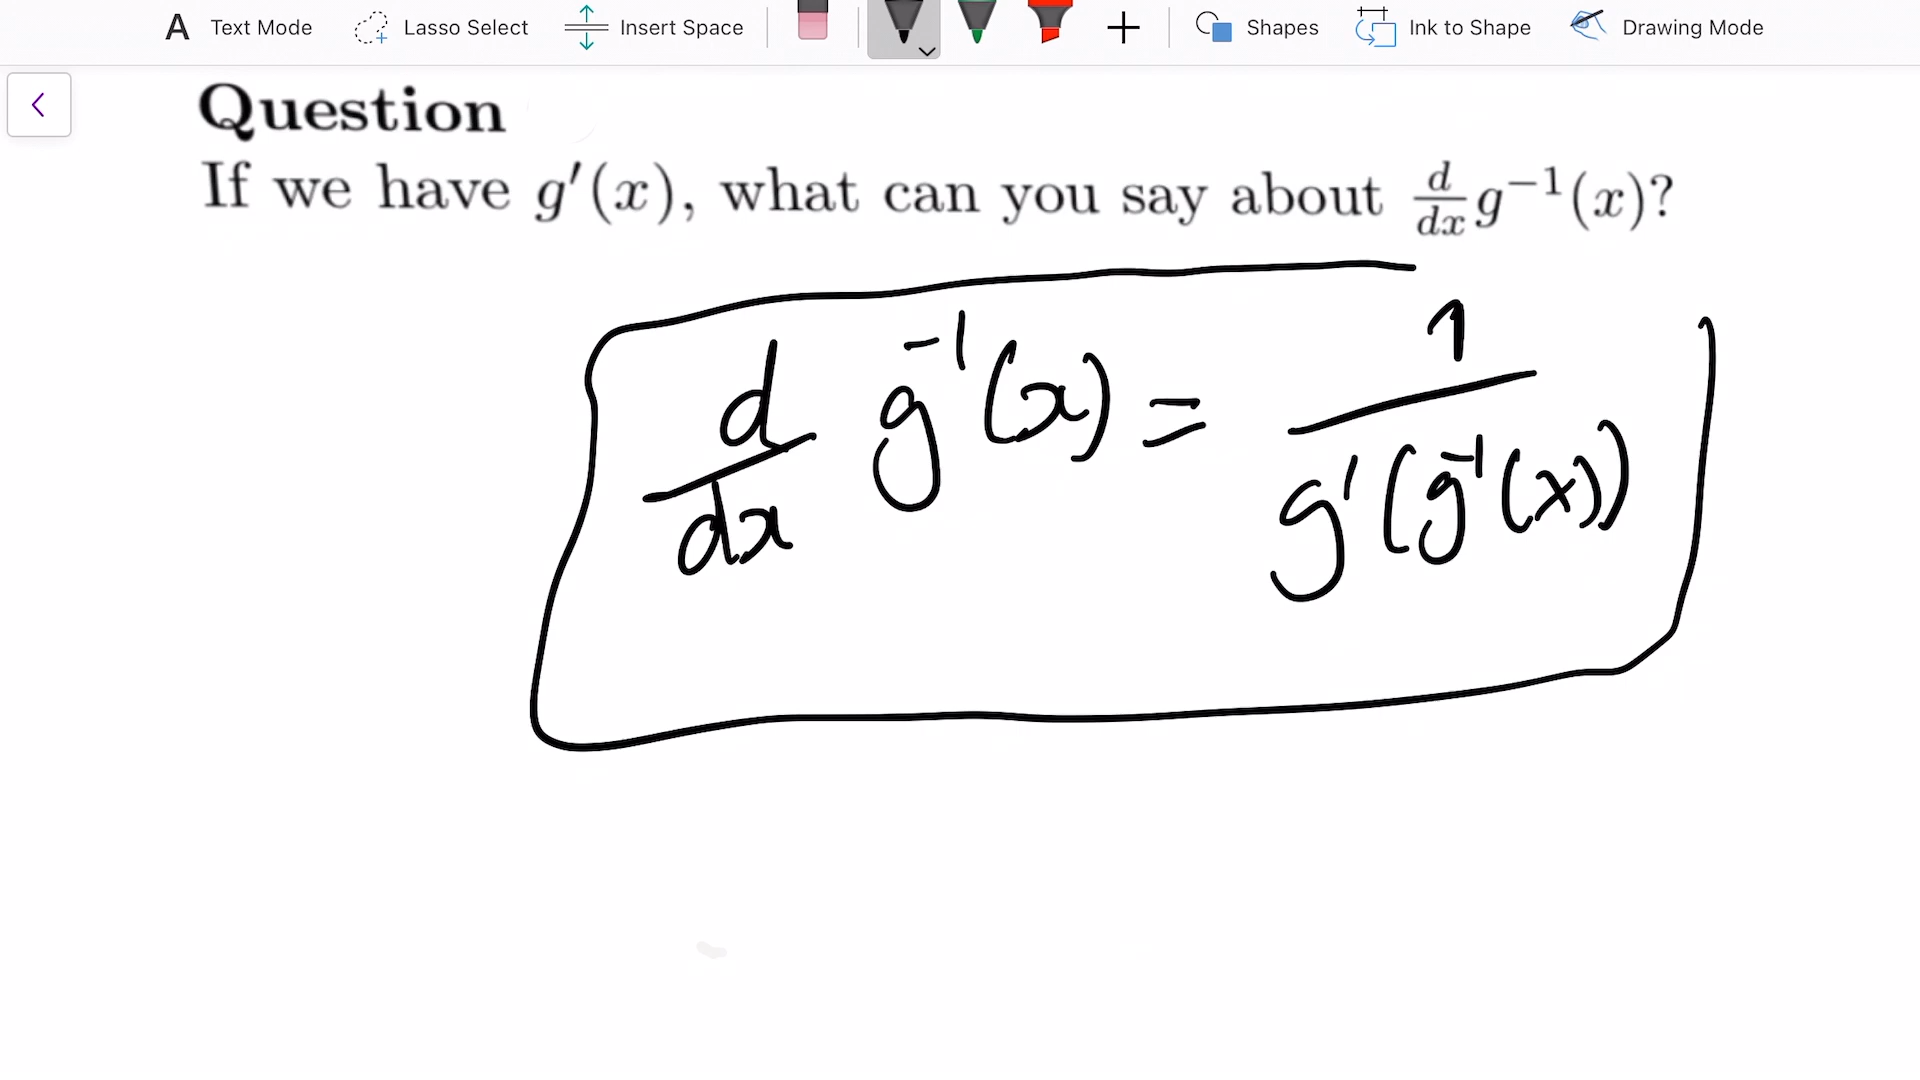 A Text Mode Lasso Select Insert Space Shapes Ink to Shape Drawing Mode
Question
If we have g′(x), what can you say about d/dx g⁻¹(x)?
d/dx g⁻¹(x) = 1/g′(g⁻¹(x))